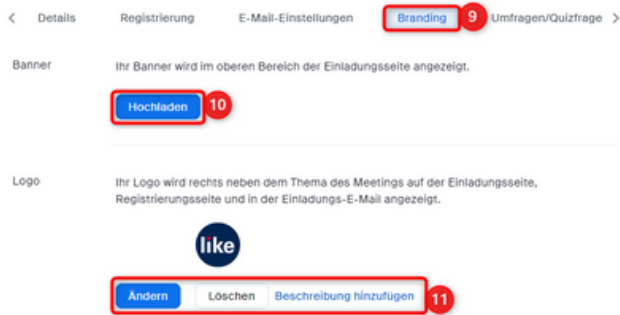 < Details Registrierung E-Mail-Einstellungen Branding 9 Umfragen/Quizfrage >
Banner Ihr Banner wird im oberen Bereich der Einladungsseite angezeigt.
Hochladen 10
Logo Ihr Logo wird rechts neben dem Thema des Meetings auf der Einladungsseite,
Registrierungsseite und in der Einladungs-E-Mail angezeigt.
like
Ändern Löschen Beschreibung hinzufügen 11